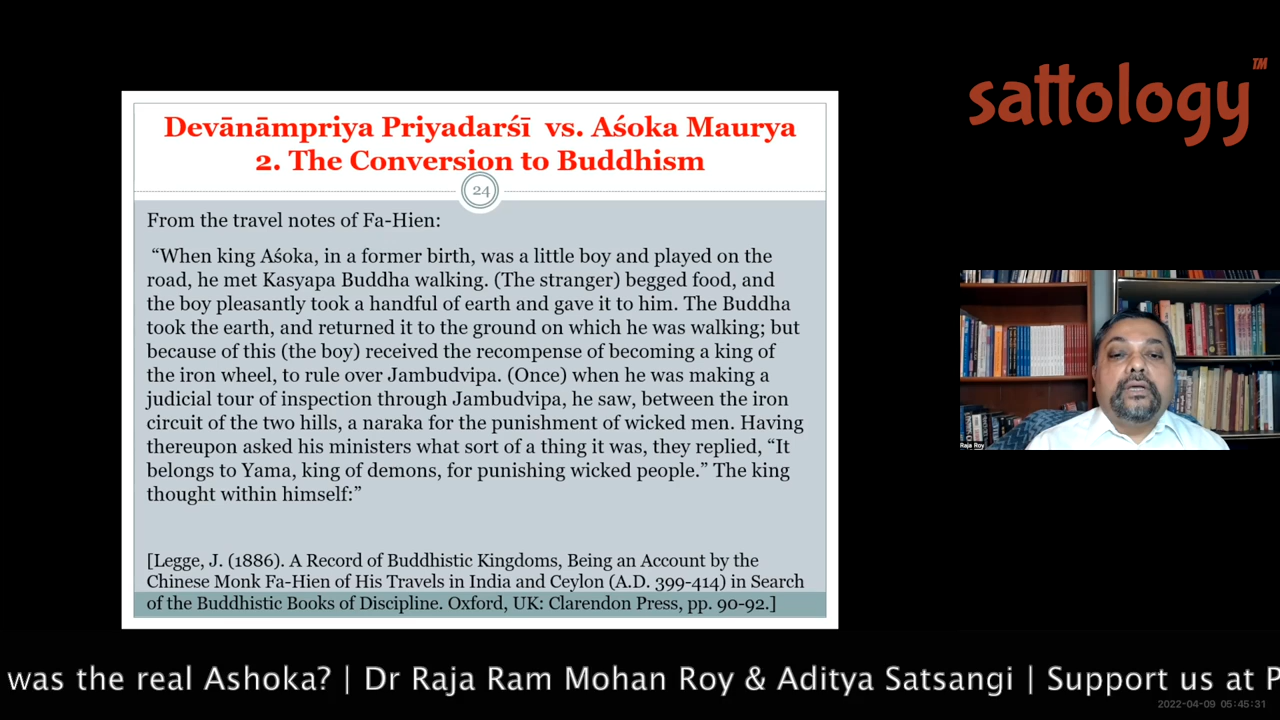 sattology™
Devānāmpriya Priyadarśī vs. Aśoka Maurya
2. The Conversion to Buddhism
24
From the travel notes of Fa-Hien:
“When king Aśoka, in a former birth, was a little boy and played on the
road, he met Kasyapa Buddha walking. (The stranger) begged food, and
the boy pleasantly took a handful of earth and gave it to him. The Buddha
took the earth, and returned it to the ground on which he was walking; but
because of this (the boy) received the recompense of becoming a king of
the iron wheel, to rule over Jambudvipa. (Once) when he was making a
judicial tour of inspection through Jambudvipa, he saw, between the iron
circuit of the two hills, a naraka for the punishment of wicked men. Having
thereupon asked his ministers what sort of a thing it was, they replied, “It
belongs to Yama, king of demons, for punishing wicked people.” The king
thought within himself:”
[Legge, J. (1886). A Record of Buddhistic Kingdoms, Being an Account by the
Chinese Monk Fa-Hien of His Travels in India and Ceylon (A.D. 399-414) in Search
of the Buddhistic Books of Discipline. Oxford, UK: Clarendon Press, pp. 90-92.]
Raja Roy
was the real Ashoka? | Dr Raja Ram Mohan Roy & Aditya Satsangi | Support us at P
2022-04-09 05:45:31